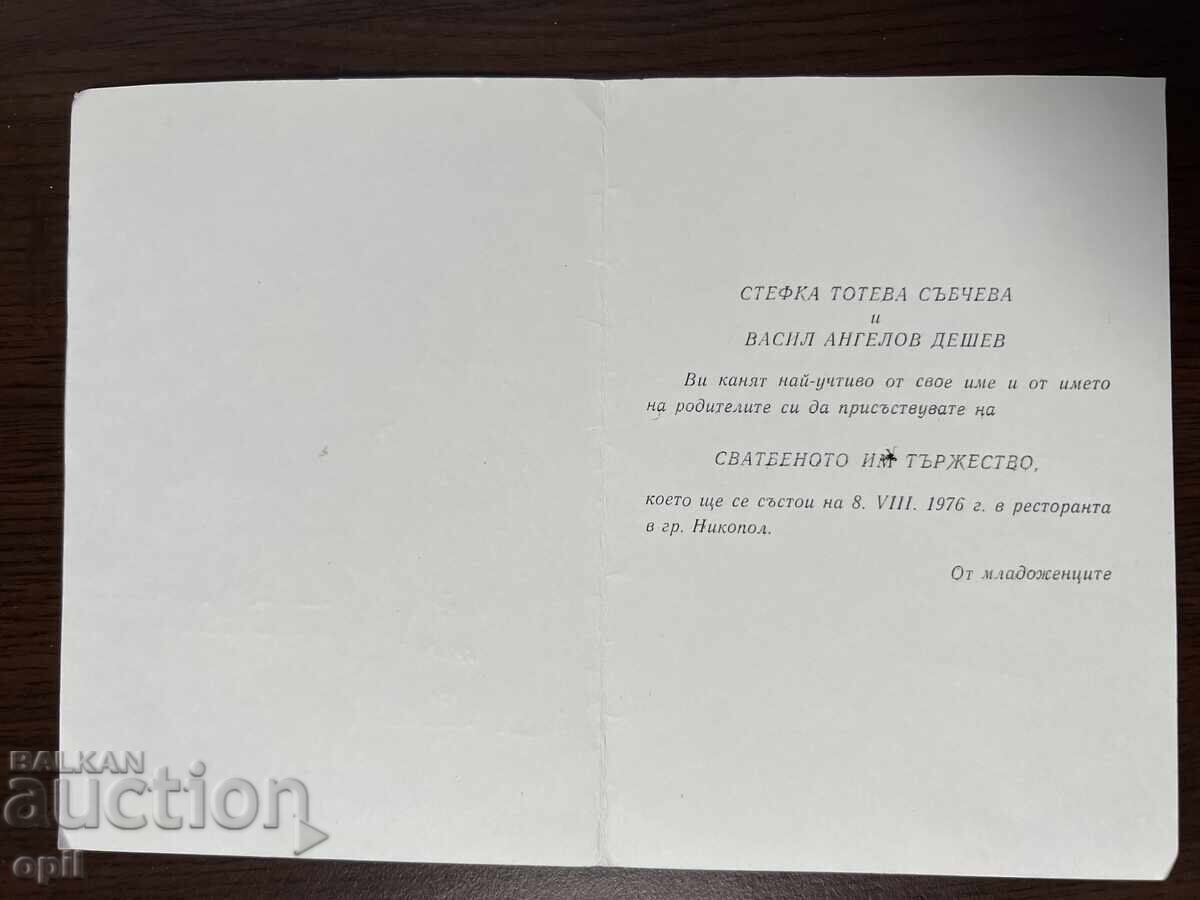 СТЕФКА ТОТЕВА СЪБЧЕВА
и
ВАСИЛ АНГЕЛОВ ДЕШЕВ
Ви канят най-учтиво от свое име и от името
на родителите си да присъствувате на
СВАТБЕНОТО ИМ ТЪРЖЕСТВО,
което ще се състои на 8. VIII. 1976 г. в ресторанта
в гр. Никопол.
От младоженците
BALKAN
auction
opil